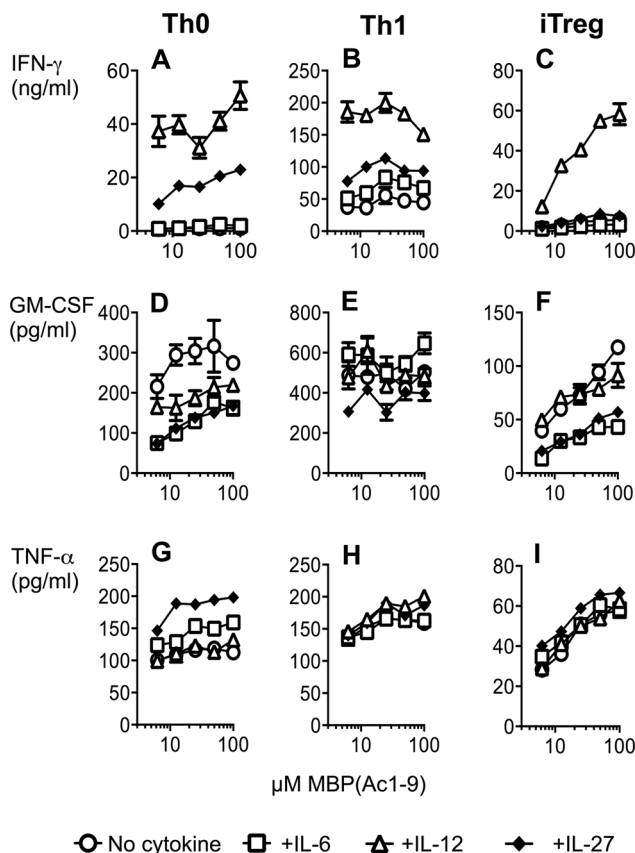 Th0 Th1 iTreg
IFN-γ
(ng/ml)
A B C
60 250 80
40 200 60
20 150 40
0 100 20
50 0
0
10 100 10 100 10 100
GM-CSF
(pg/ml)
D E F
400 800 150
300 600 100
200 400 50
100 200 0
0 0
10 100 10 100 10 100
TNF-α
(pg/ml)
G H I
250 250 80
200 200 60
150 150 40
100 100 20
50 50 0
0 0
10 100 10 100 10 100
µM MBP(Ac1-9)
No cytokine +IL-6 +IL-12 +IL-27